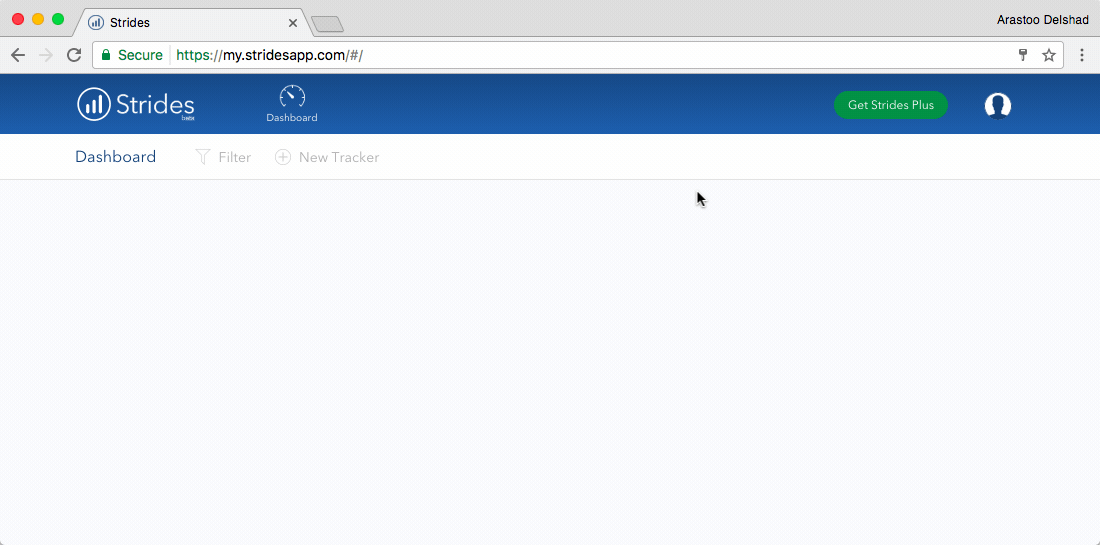 Strides
Arastoo Delshad
Secure https://my.stridesapp.com/#/
Strides
beta
Dashboard
Get Strides Plus
Dashboard
Filter
New Tracker